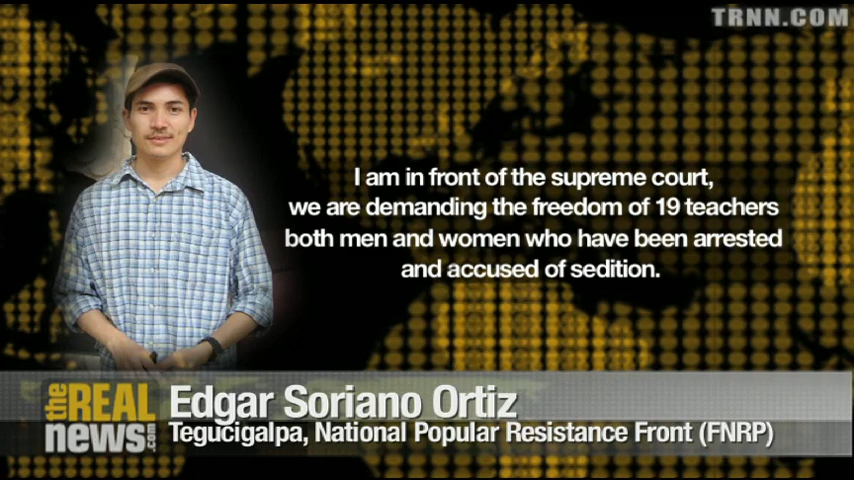 TRNN.COM
I am in front of the supreme court,
we are demanding the freedom of 19 teachers
both men and women who have been arrested
and accused of sedition.
the REAL news.com
Edgar Soriano Ortiz
Tegucigalpa, National Popular Resistance Front (FNRP)